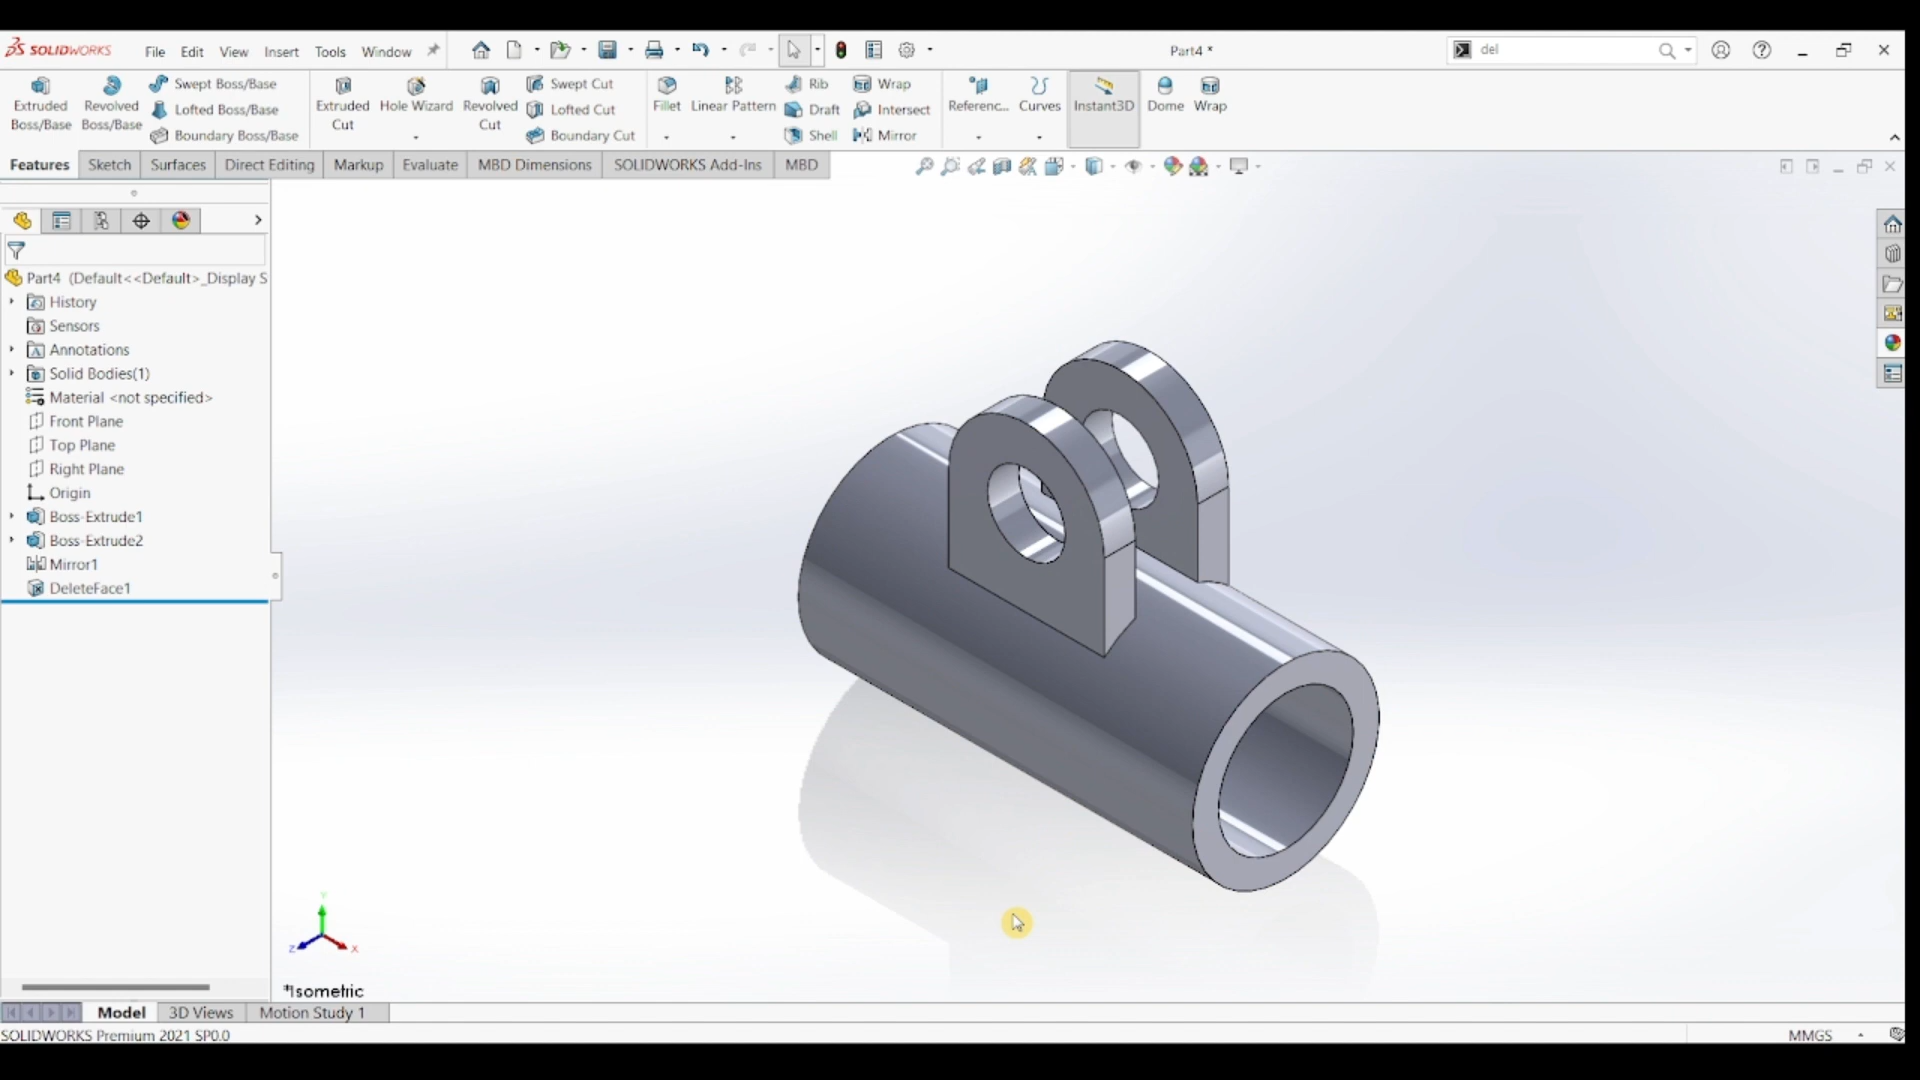 SOLIDWORKS File Edit View Insert Tools Window Part4 * del
Extruded Boss/Base Revolved Boss/Base Swept Boss/Base Lofted Boss/Base Boundary Boss/Base
Extruded Cut Hole Wizard Revolved Cut Swept Cut Lofted Cut Boundary Cut
Fillet Linear Pattern Rib Draft Shell Wrap Intersect Mirror
Referenc... Curves Instant3D Dome Wrap
Features Sketch Surfaces Direct Editing Markup Evaluate MBD Dimensions SOLIDWORKS Add-Ins MBD
Part4 (Default<<Default>_Display S
History
Sensors
Annotations
Solid Bodies(1)
Material <not specified>
Front Plane
Top Plane
Right Plane
Origin
Boss-Extrude1
Boss-Extrude2
Mirror1
DeleteFace1
Y
Z X
*Isometric
Model 3D Views Motion Study 1
SOLIDWORKS Premium 2021 SP0.0 MMGS